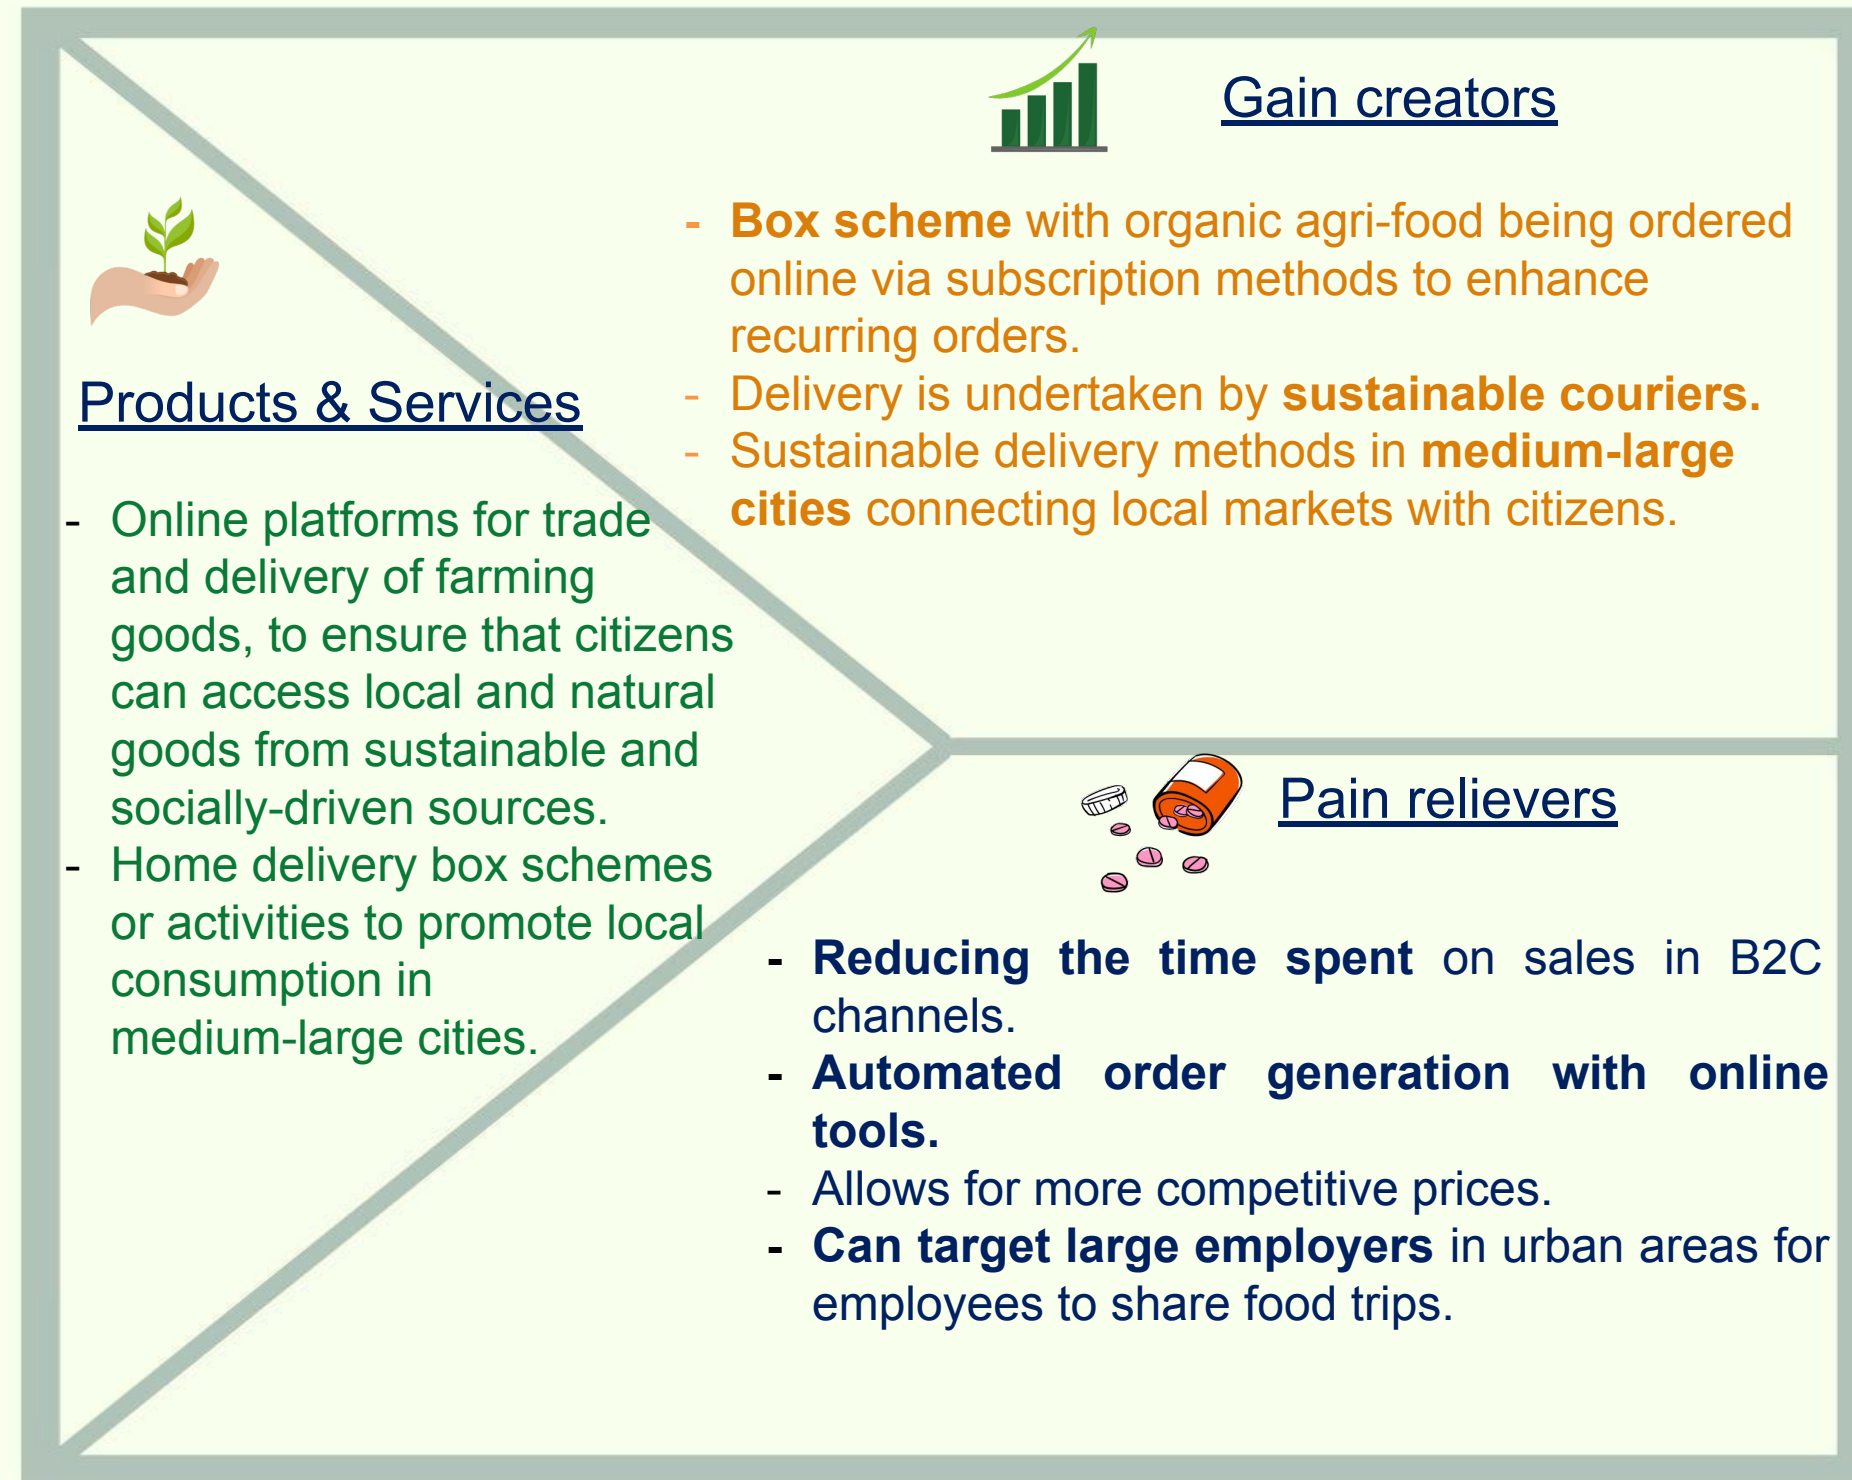 Gain creators
- Box scheme with organic agri-food being ordered
online via subscription methods to enhance
recurring orders.
- Delivery is undertaken by sustainable couriers.
- Sustainable delivery methods in medium-large
cities connecting local markets with citizens.
Products & Services
- Online platforms for trade
and delivery of farming
goods, to ensure that citizens
can access local and natural
goods from sustainable and
socially-driven sources.
- Home delivery box schemes
or activities to promote local
consumption in
medium-large cities.
Pain relievers
- Reducing the time spent on sales in B2C
channels.
- Automated order generation with online
tools.
- Allows for more competitive prices.
- Can target large employers in urban areas for
employees to share food trips.